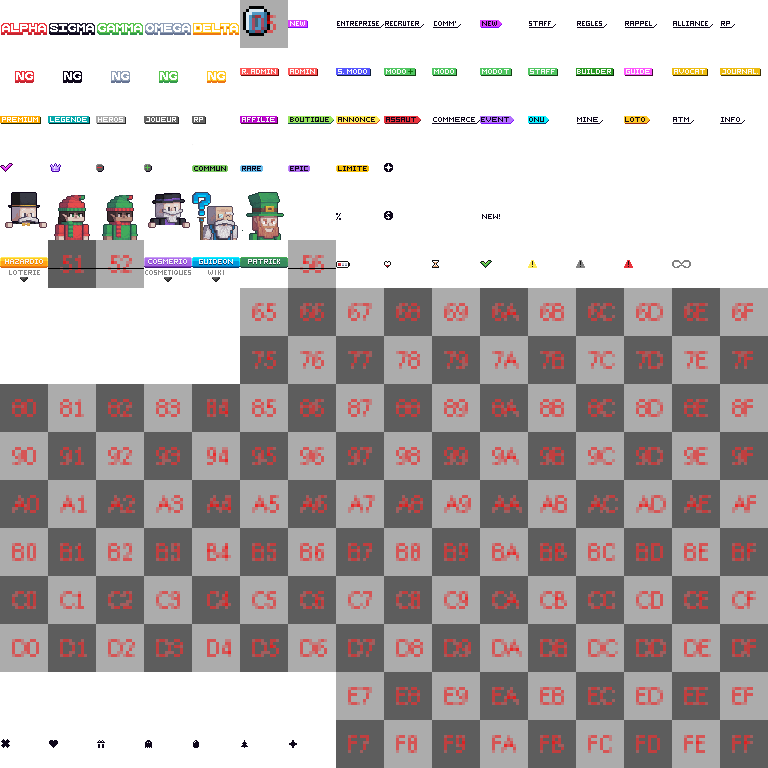 ALPHA SIGMA GAMMA OMEGA DELTA NEW ENTREPRISE RECRUTER COMM' NEW STAFF REGLES RAPPEL ALLIANCE RP
NG NG NG NG NG R.ADMIN ADMIN S.MODO MODO+ MODO MODO T STAFF BUILDER GUIDE AVOCAT JOURNAL
PREMIUM LEGENDE HEROS JOUEUR RP AFFILIE BOUTIQUE ANNONCE ASSAUT COMMERCE EVENT ONU MINE LOTO ATM INFO
COMMUN RARE EPIC LIMITE
?
% NEW!
HAZARDIO 51 52 COSMERIO GUIDEON PATRICK 56
LOTERIE COSMETIQUES WIKI
65 66 67 68 69 6A 6B 6C 6D 6E 6F
75 76 77 78 79 7A 7B 7C 7D 7E 7F
80 81 82 83 84 85 86 87 88 89 8A 8B 8C 8D 8E 8F
90 91 92 93 94 95 96 97 98 99 9A 9B 9C 9D 9E 9F
A0 A1 A2 A3 A4 A5 A6 A7 A8 A9 AA AB AC AD AE AF
B0 B1 B2 B3 B4 B5 B6 B7 B8 B9 BA BB BC BD BE BF
C0 C1 C2 C3 C4 C5 C6 C7 C8 C9 CA CB CC CD CE CF
D0 D1 D2 D3 D4 D5 D6 D7 D8 D9 DA DB DC DD DE DF
E7 E8 E9 EA EB EC ED EE EF
F7 F8 F9 FA FB FC FD FE FF